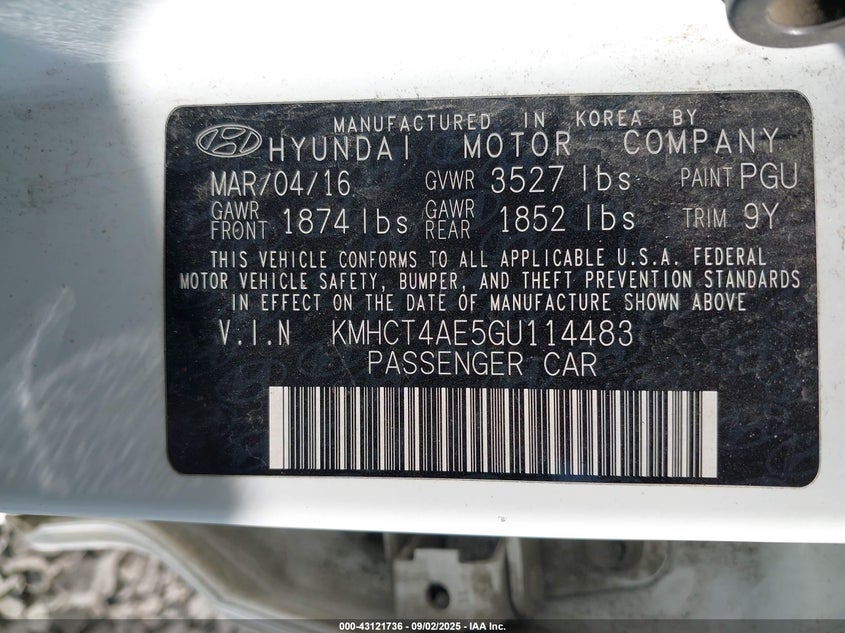 MANUFACTURED IN KOREA BY
HYUNDAI MOTOR COMPANY
MAR/04/16 GVWR 3527 lbs PAINT PGU
GAWR FRONT 1874 lbs GAWR REAR 1852 lbs TRIM 9Y
THIS VEHICLE CONFORMS TO ALL APPLICABLE U.S.A. FEDERAL
MOTOR VEHICLE SAFETY, BUMPER, AND THEFT PREVENTION STANDARDS
IN EFFECT ON THE DATE OF MANUFACTURE SHOWN ABOVE
V.I.N KMHCT4AE5GU114483
PASSENGER CAR
000-43121736 - 09/02/2025 - IAA Inc.